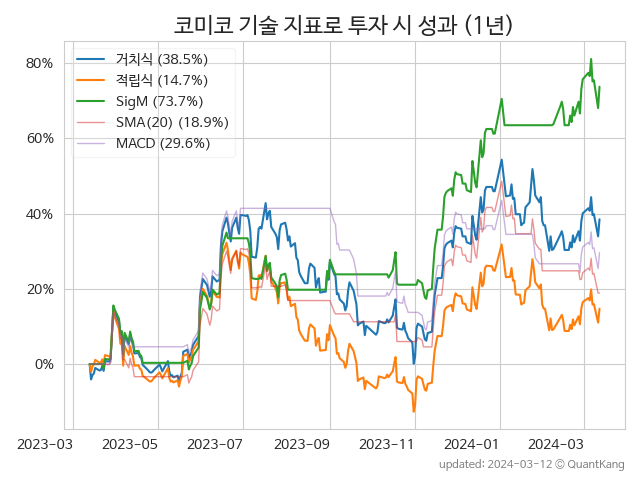 코미코 기술 지표로 투자 시 성과 (1년)
거치식 (38.5%)
적립식 (14.7%)
SigM (73.7%)
SMA(20) (18.9%)
MACD (29.6%)
80%
60%
40%
20%
0%
2023-03
2023-05
2023-07
2023-09
2023-11
2024-01
2024-03
updated: 2024-03-12 © QuantKang